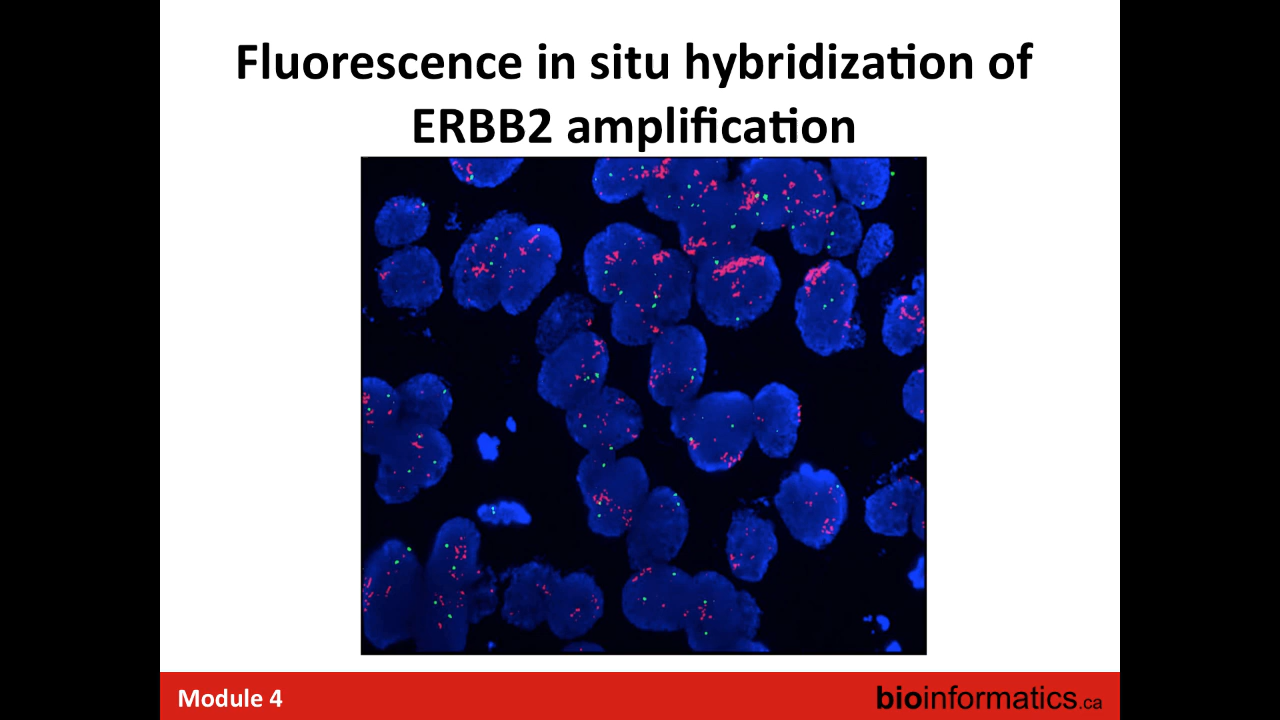 Fluorescence in situ hybridization of
ERBB2 amplification
Module 4
bioinformatics.ca